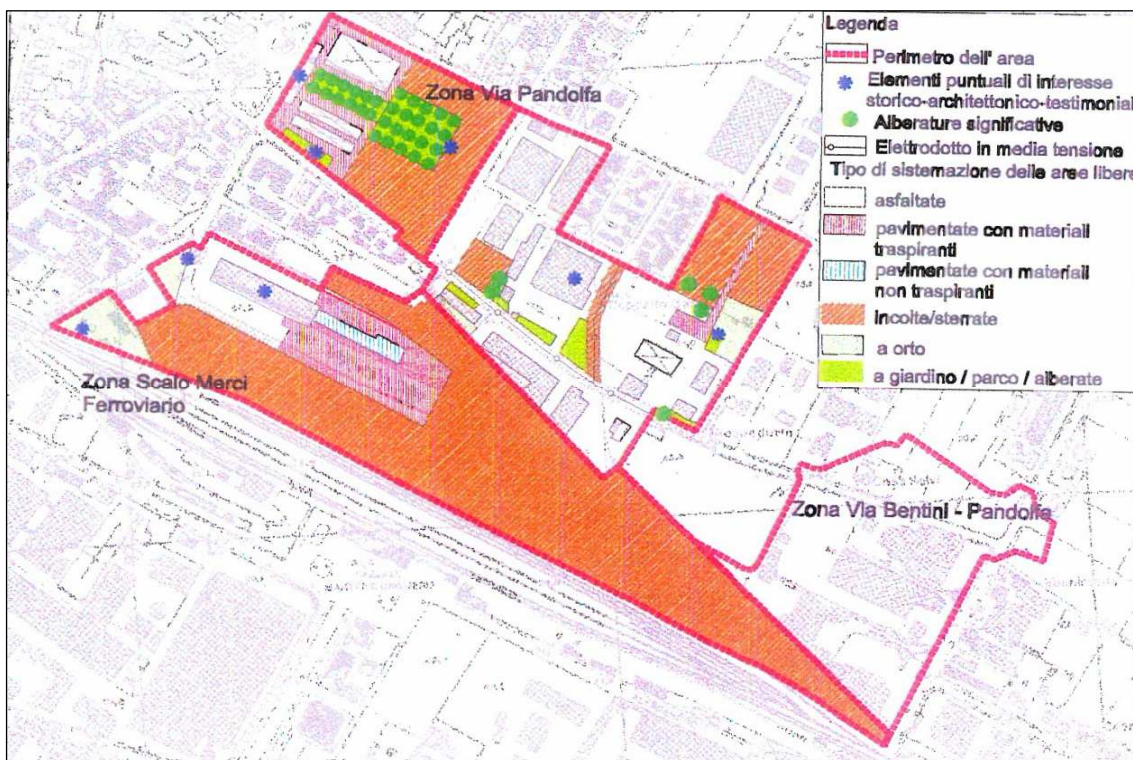 Legenda
Perimetro dell' area
Elementi puntuali di interesse
storico-architettonico-testimonial
Alberature significative
Elettrodotto in media tensione
Tipo di sistemazione delle aree libere
asfaltate
pavimentate con materiali
traspiranti
pavimentate con materiali
non traspiranti
incolte/sterrate
a orto
a giardino / parco / alberate
Zona Via Pandolfa
Zona Scalo Merci
Ferroviario
Zona Via Bentini - Pandolfa